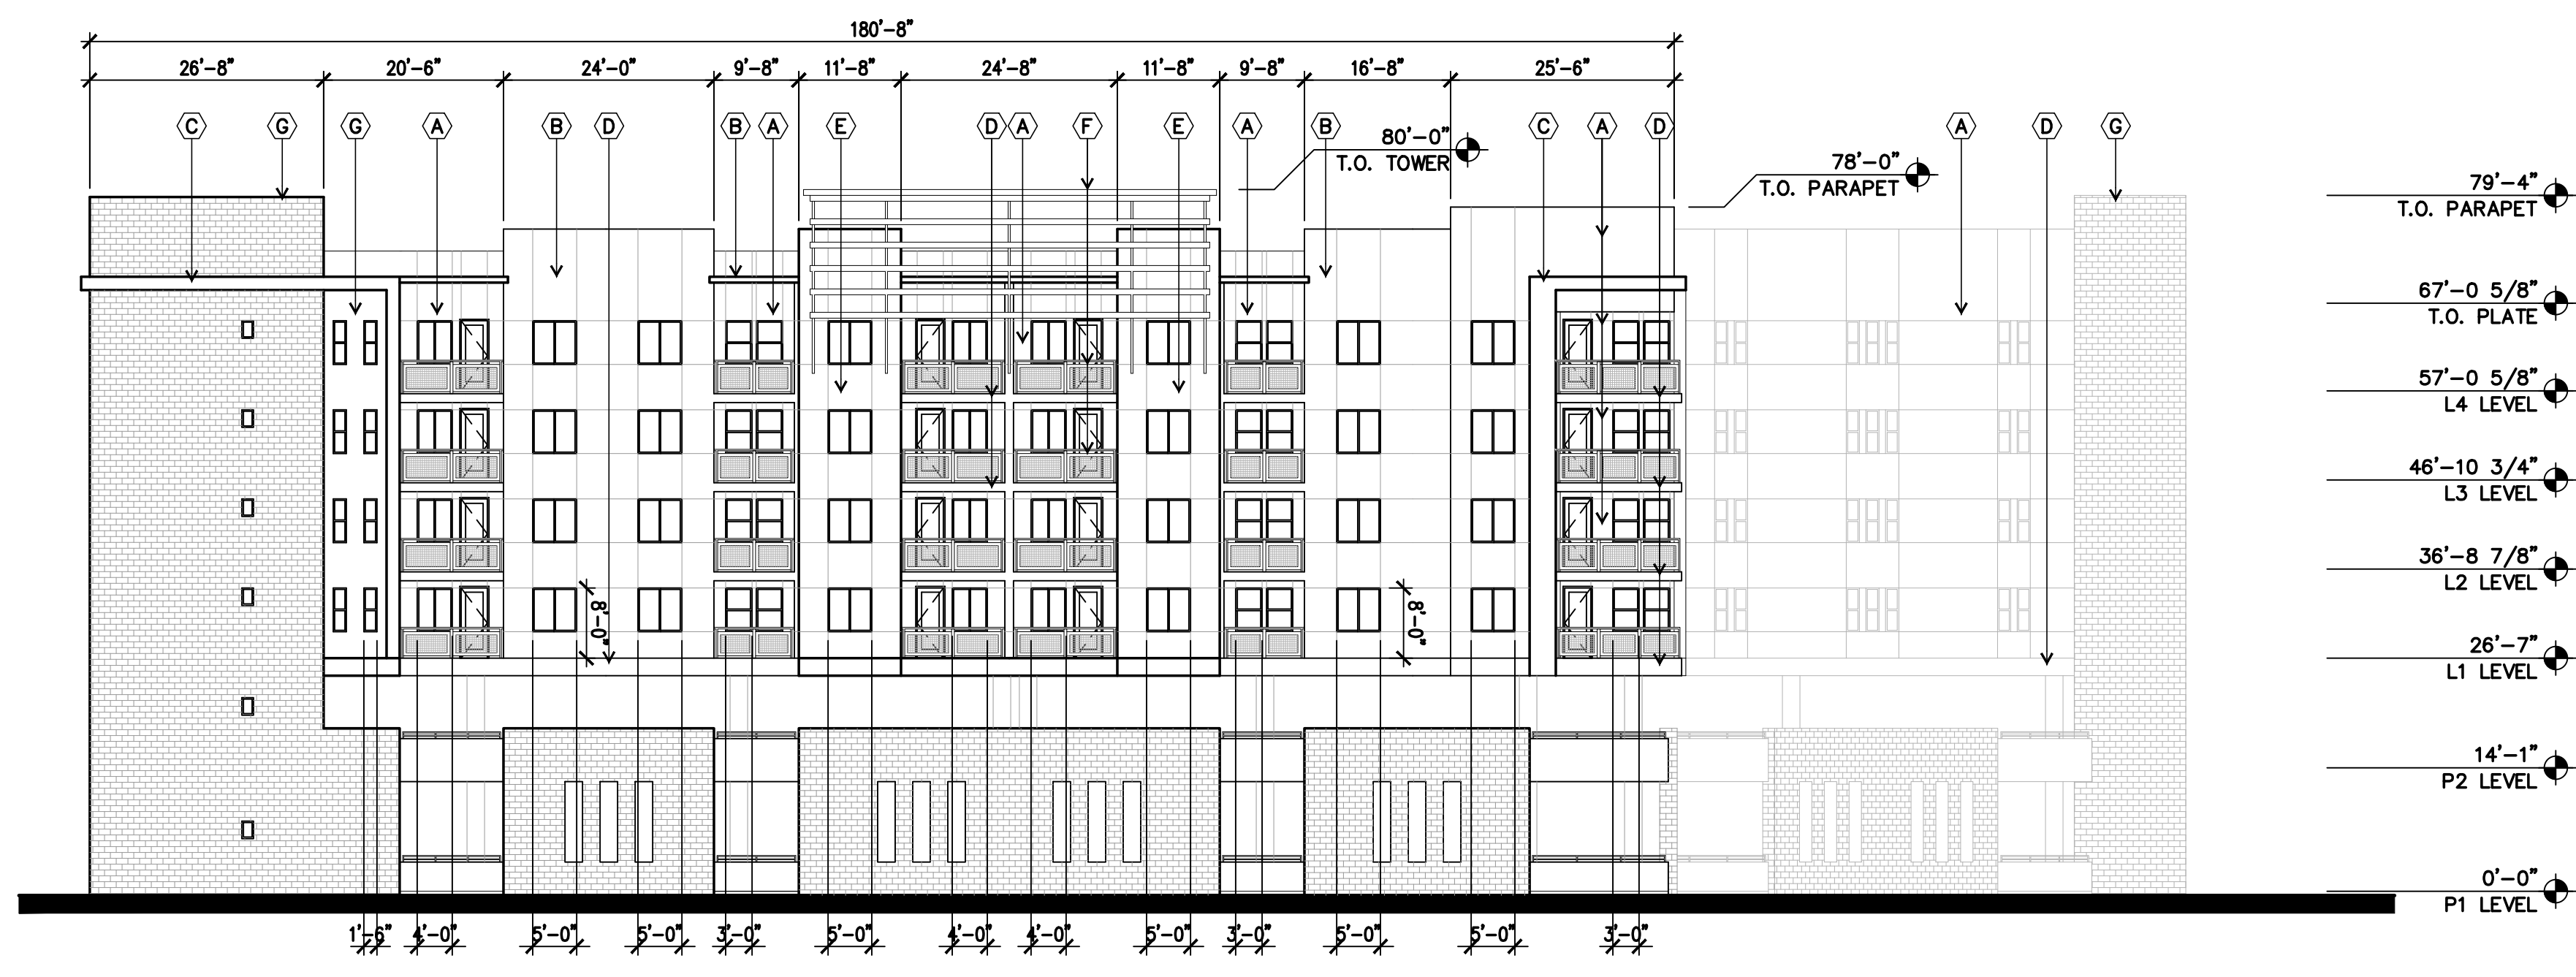 180'-8"
26'-8" 20'-6" 24'-0" 9'-8" 11'-8" 24'-8" 11'-8" 9'-8" 16'-8" 25'-6"
C G G A B D B A E D A F E A B C A D A D G
80'-0"
T.O. TOWER
78'-0"
T.O. PARAPET
79'-4"
T.O. PARAPET
67'-0 5/8"
T.O. PLATE
57'-0 5/8"
L4 LEVEL
46'-10 3/4"
L3 LEVEL
36'-8 7/8"
L2 LEVEL
8'-0" 8'-0"
26'-7"
L1 LEVEL
14'-1"
P2 LEVEL
0'-0"
P1 LEVEL
1'-6" 4'-0" 5'-0" 5'-0" 3'-0" 5'-0" 4'-0" 4'-0" 5'-0" 3'-0" 5'-0" 5'-0" 3'-0"